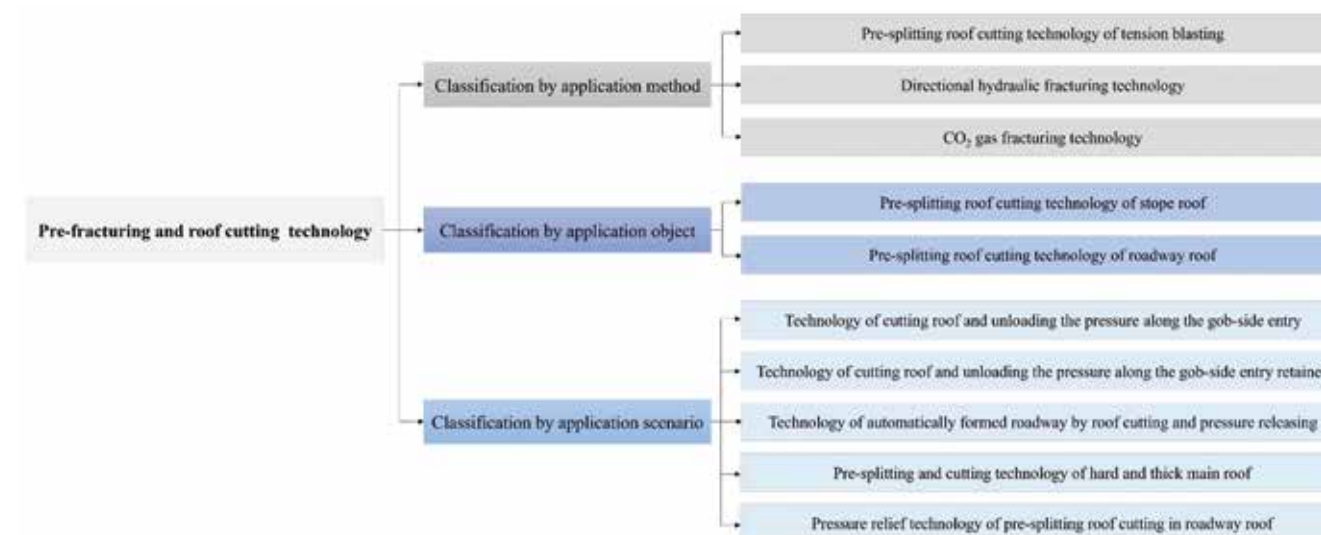 Pre-fracturing and roof cutting technology
Classification by application method
Pre-splitting roof cutting technology of tension blasting
Directional hydraulic fracturing technology
CO₂ gas fracturing technology
Classification by application object
Pre-splitting roof cutting technology of stope roof
Pre-splitting roof cutting technology of roadway roof
Classification by application scenario
Technology of cutting roof and unloading the pressure along the gob-side entry
Technology of cutting roof and unloading the pressure along the gob-side entry retaine
Technology of automatically formed roadway by roof cutting and pressure releasing
Pre-splitting and cutting technology of hard and thick main roof
Pressure relief technology of pre-splitting roof cutting in roadway roof